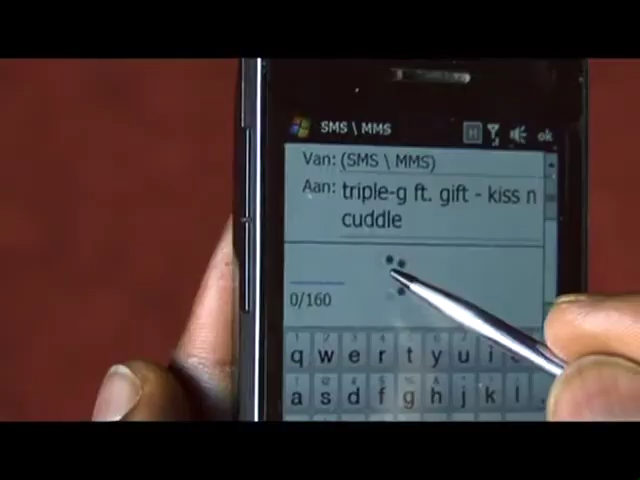 SMS \ MMS H ok
Van: (SMS \ MMS)
Aan: triple-g ft. gift - kiss n
cuddle
0/160
q w e r t y u i
a s d f g h j k l